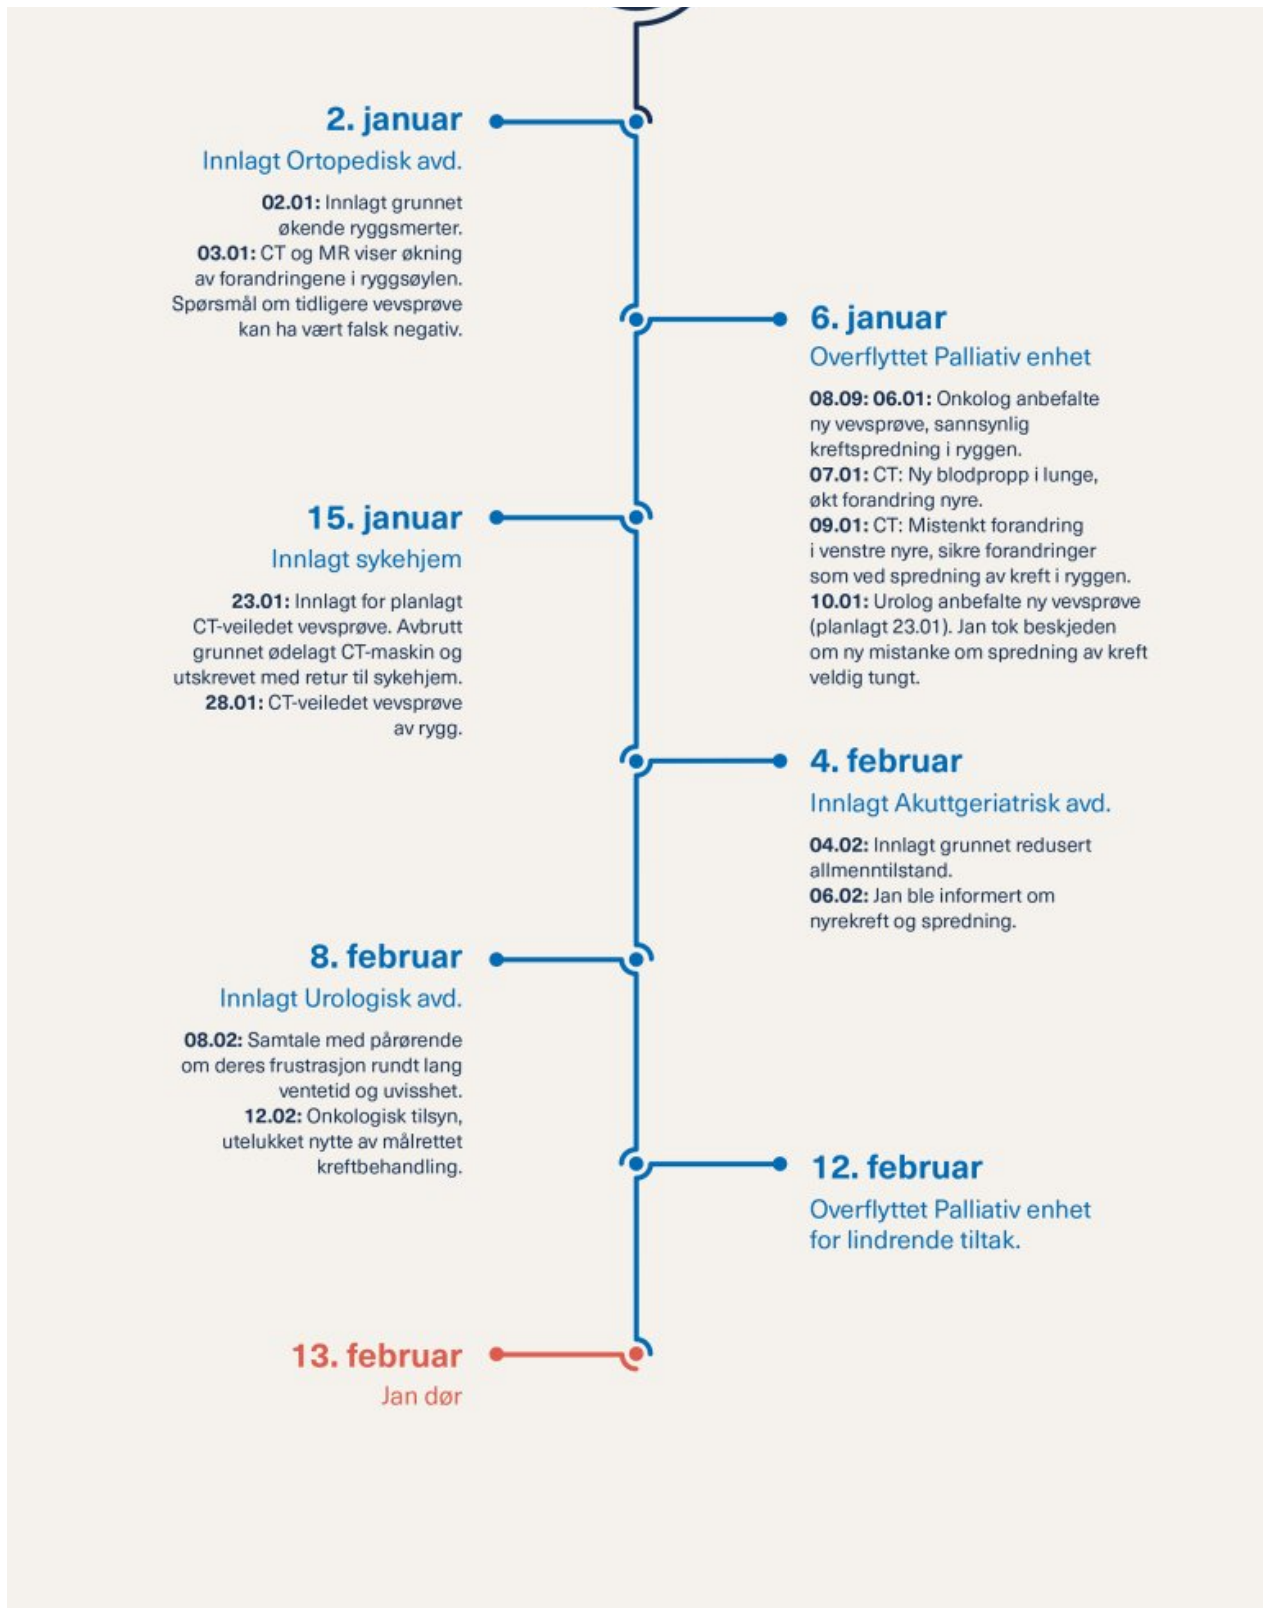 2. januar
Innlagt Ortopedisk avd.
02.01: Innlagt grunnet
økende ryggsmerter.
03.01: CT og MR viser økning
av forandringene i ryggsøylen.
Spørsmål om tidligere vevsprøve
kan ha vært falsk negativ.
6. januar
Overflyttet Palliativ enhet
08.09: 06.01: Onkolog anbefalte
ny vevsprøve, sannsynlig
kreftspredning i ryggen.
07.01: CT: Ny blodpropp i lunge,
økt forandring nyre.
09.01: CT: Mistenkt forandring
i venstre nyre, sikre forandringer
som ved spredning av kreft i ryggen.
10.01: Urolog anbefalte ny vevsprøve
(planlagt 23.01). Jan tok beskjeden
om ny mistanke om spredning av kreft
veldig tungt.
15. januar
Innlagt sykehjem
23.01: Innlagt for planlagt
CT-veiledet vevsprøve. Avbrutt
grunnet ødelagt CT-maskin og
utskrevet med retur til sykehjem.
28.01: CT-veiledet vevsprøve
av rygg.
4. februar
Innlagt Akuttgeriatrisk avd.
04.02: Innlagt grunnet redusert
allmenntilstand.
06.02: Jan ble informert om
nyrekreft og spredning.
8. februar
Innlagt Urologisk avd.
08.02: Samtale med pårørende
om deres frustrasjon rundt lang
ventetid og uvisshet.
12.02: Onkologisk tilsyn,
utelukket nytte av målrettet
kreftbehandling.
12. februar
Overflyttet Palliativ enhet
for lindrende tiltak.
13. februar
Jan dør